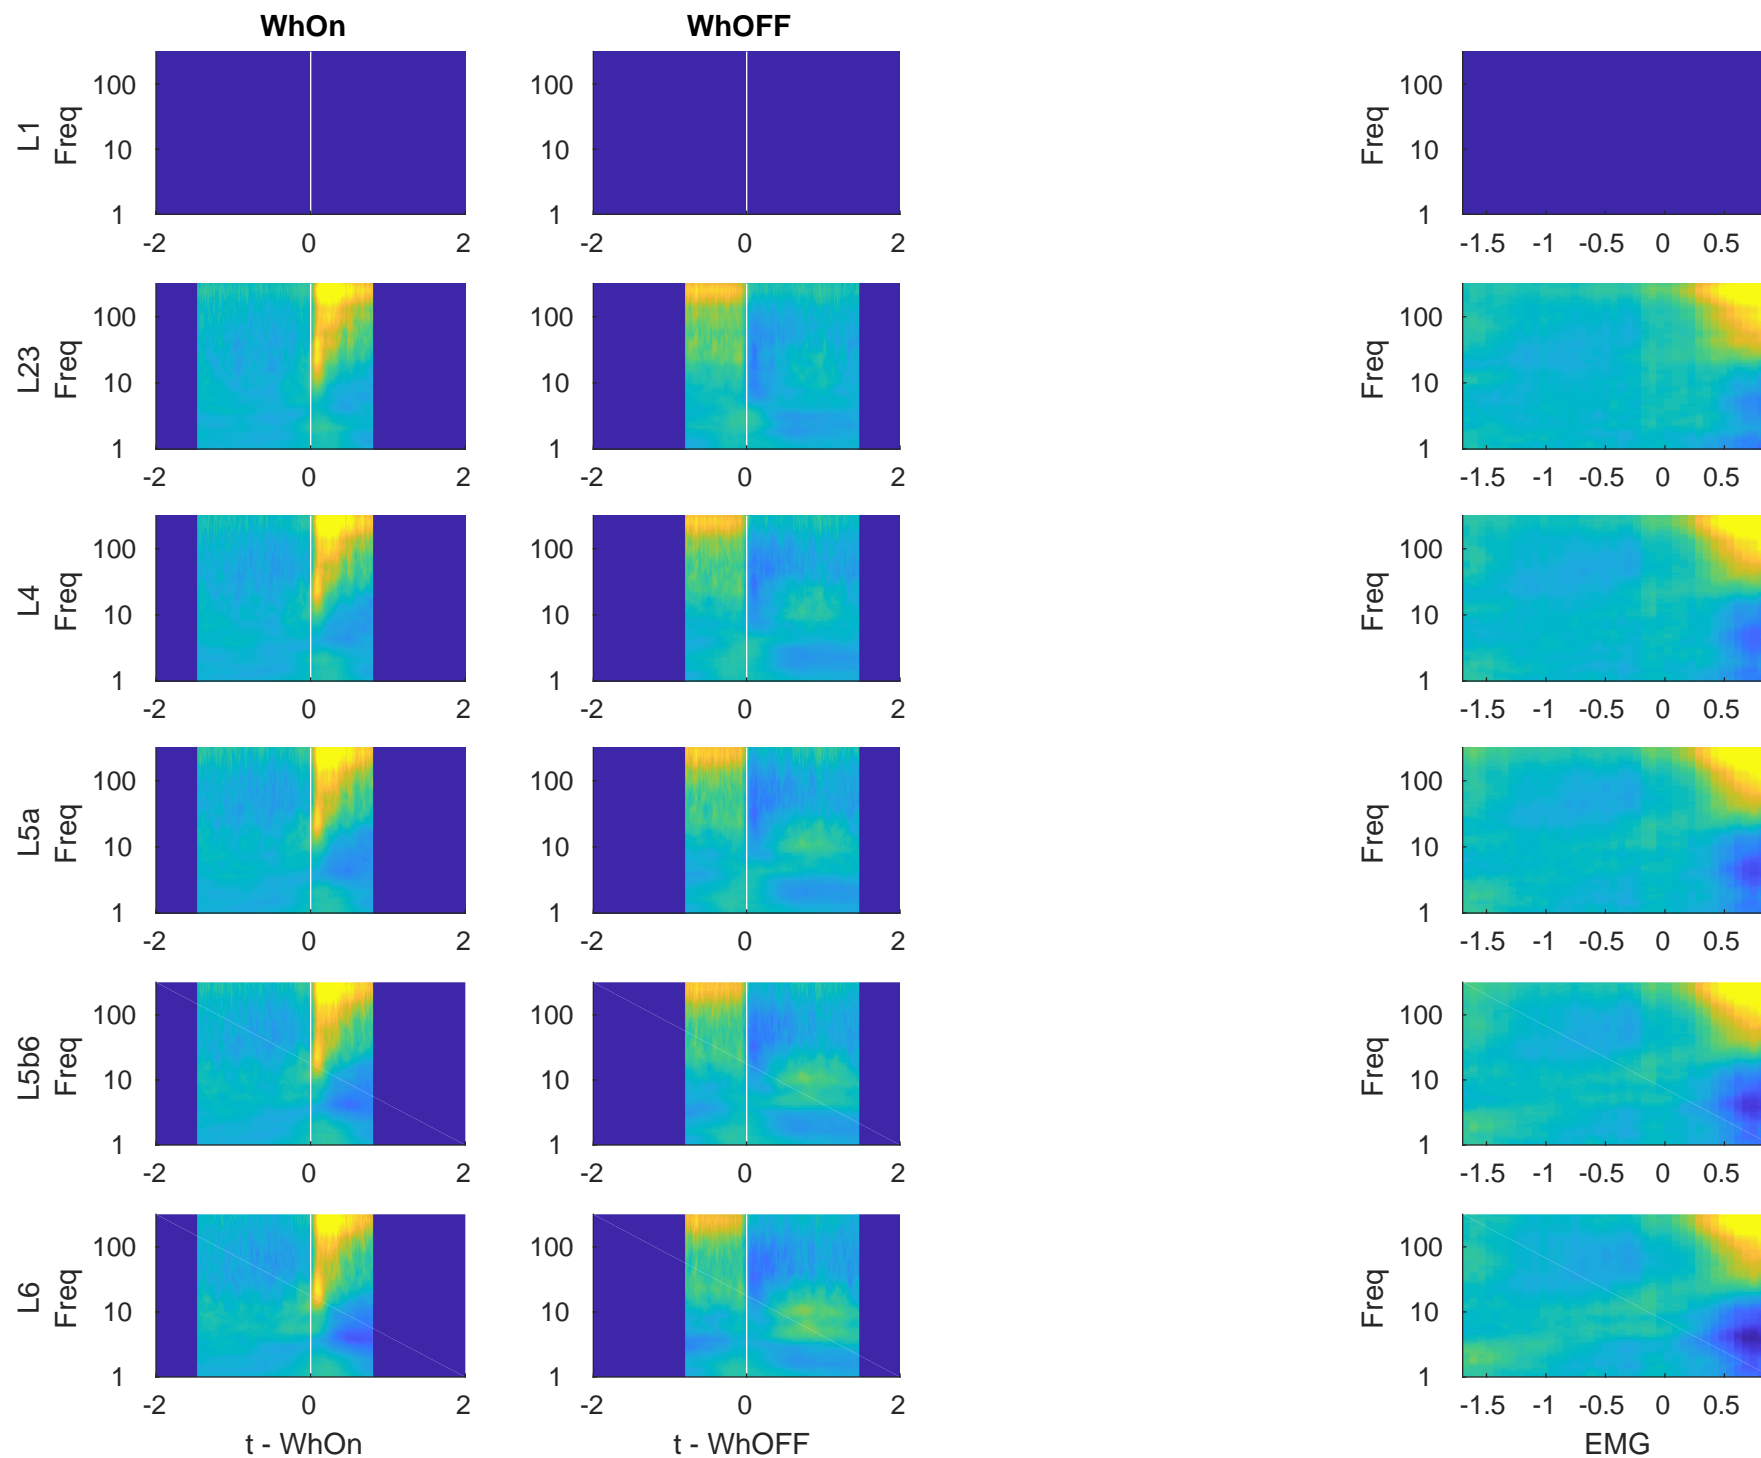 WhOn WhOFF
L1 Freq 100 10 1 -2 0 2
-2 0 2
Freq 100 10 1 -1.5 -1 -0.5 0 0.5
L23 Freq 100 10 1 -2 0 2
100 10 1 -2 0 2
Freq 100 10 1 -1.5 -1 -0.5 0 0.5
L4 Freq 100 10 1 -2 0 2
100 10 1 -2 0 2
Freq 100 10 1 -1.5 -1 -0.5 0 0.5
L5a Freq 100 10 1 -2 0 2
100 10 1 -2 0 2
Freq 100 10 1 -1.5 -1 -0.5 0 0.5
L5b6 Freq 100 10 1 -2 0 2
100 10 1 -2 0 2
Freq 100 10 1 -1.5 -1 -0.5 0 0.5
L6 Freq 100 10 1 -2 0 2
100 10 1 -2 0 2
Freq 100 10 1 -1.5 -1 -0.5 0 0.5
t - WhOn t - WhOFF EMG